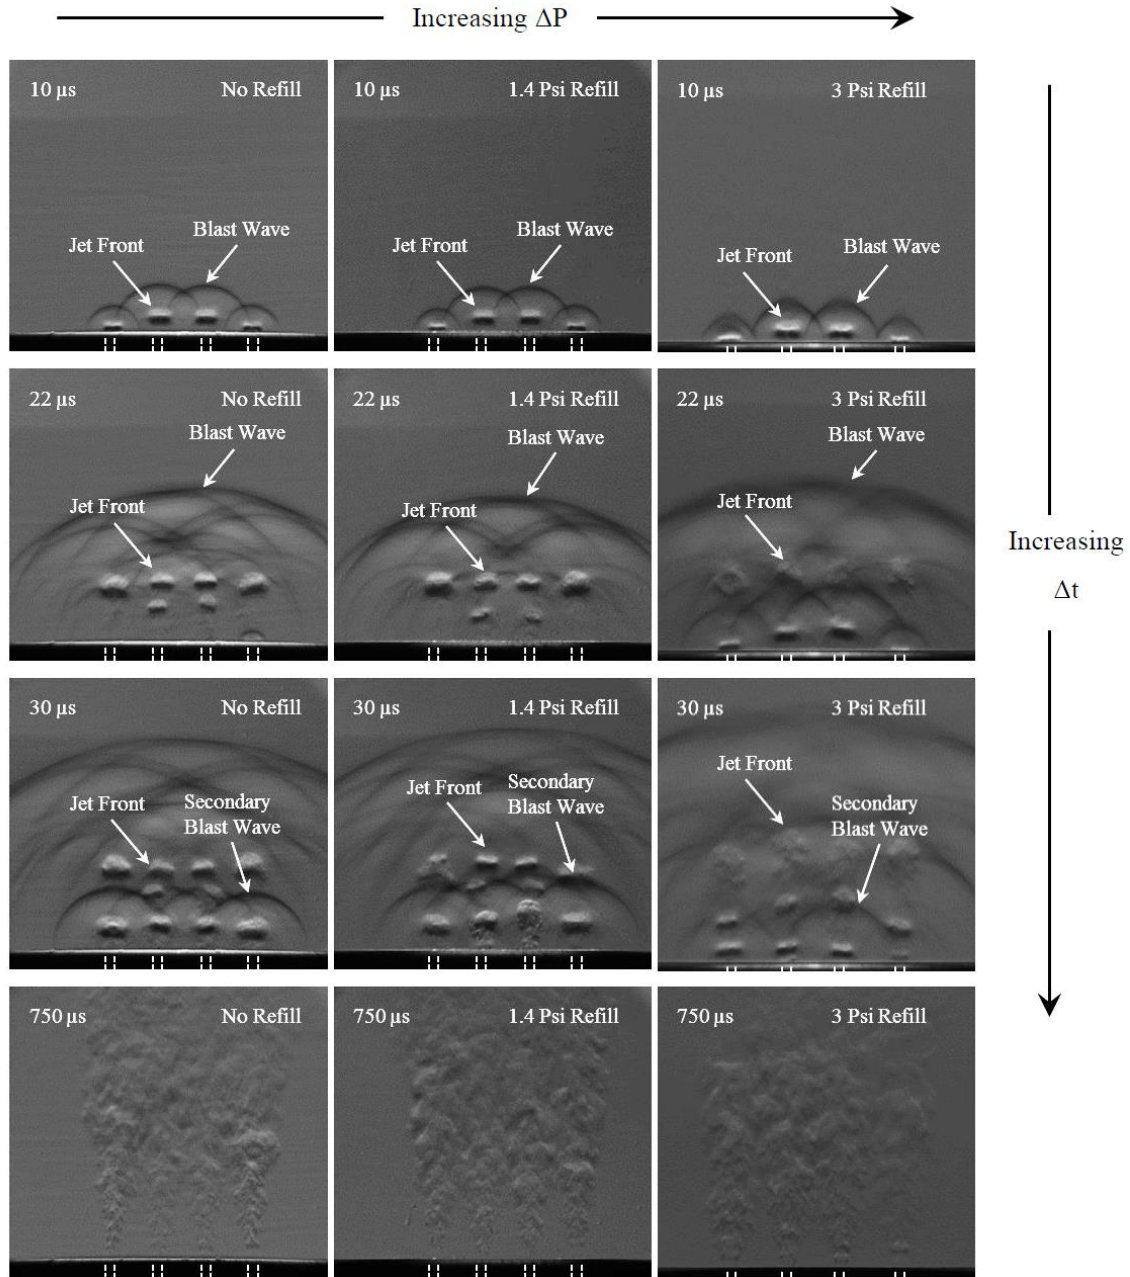 Increasing ΔP
10 μs No Refill
Jet Front
Blast Wave
10 μs 1.4 Psi Refill
Jet Front
Blast Wave
10 μs 3 Psi Refill
Jet Front
Blast Wave
22 μs No Refill
Blast Wave
Jet Front
22 μs 1.4 Psi Refill
Blast Wave
Jet Front
22 μs 3 Psi Refill
Blast Wave
Jet Front
Increasing
Δt
30 μs No Refill
Jet Front
Secondary
Blast Wave
30 μs 1.4 Psi Refill
Jet Front
Secondary
Blast Wave
30 μs 3 Psi Refill
Jet Front
Secondary
Blast Wave
750 μs No Refill
750 μs 1.4 Psi Refill
750 μs 3 Psi Refill